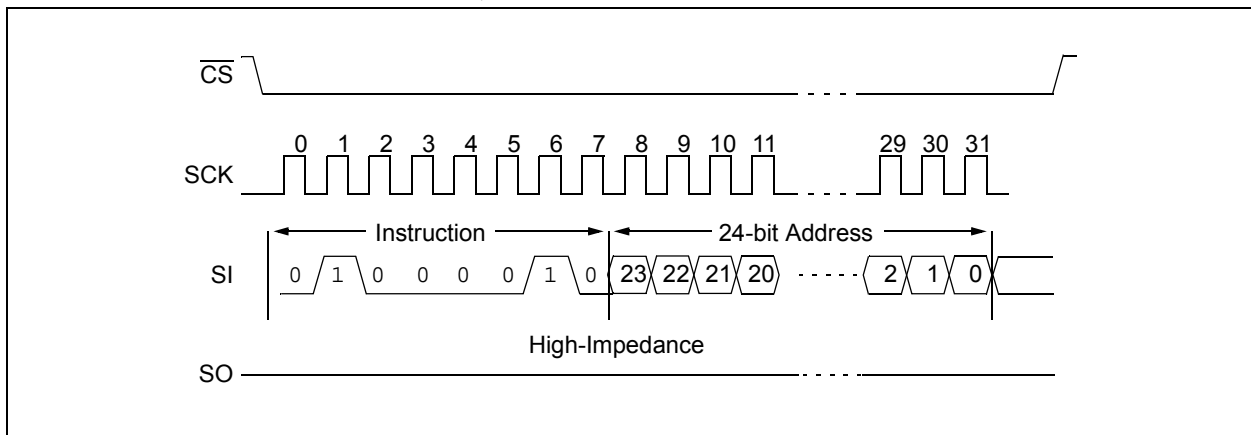 CS
0 1 2 3 4 5 6 7 8 9 10 11 29 30 31
SCK
Instruction 24-bit Address
SI 0 1 0 0 0 0 1 0 23 22 21 20 2 1 0
High-Impedance
SO